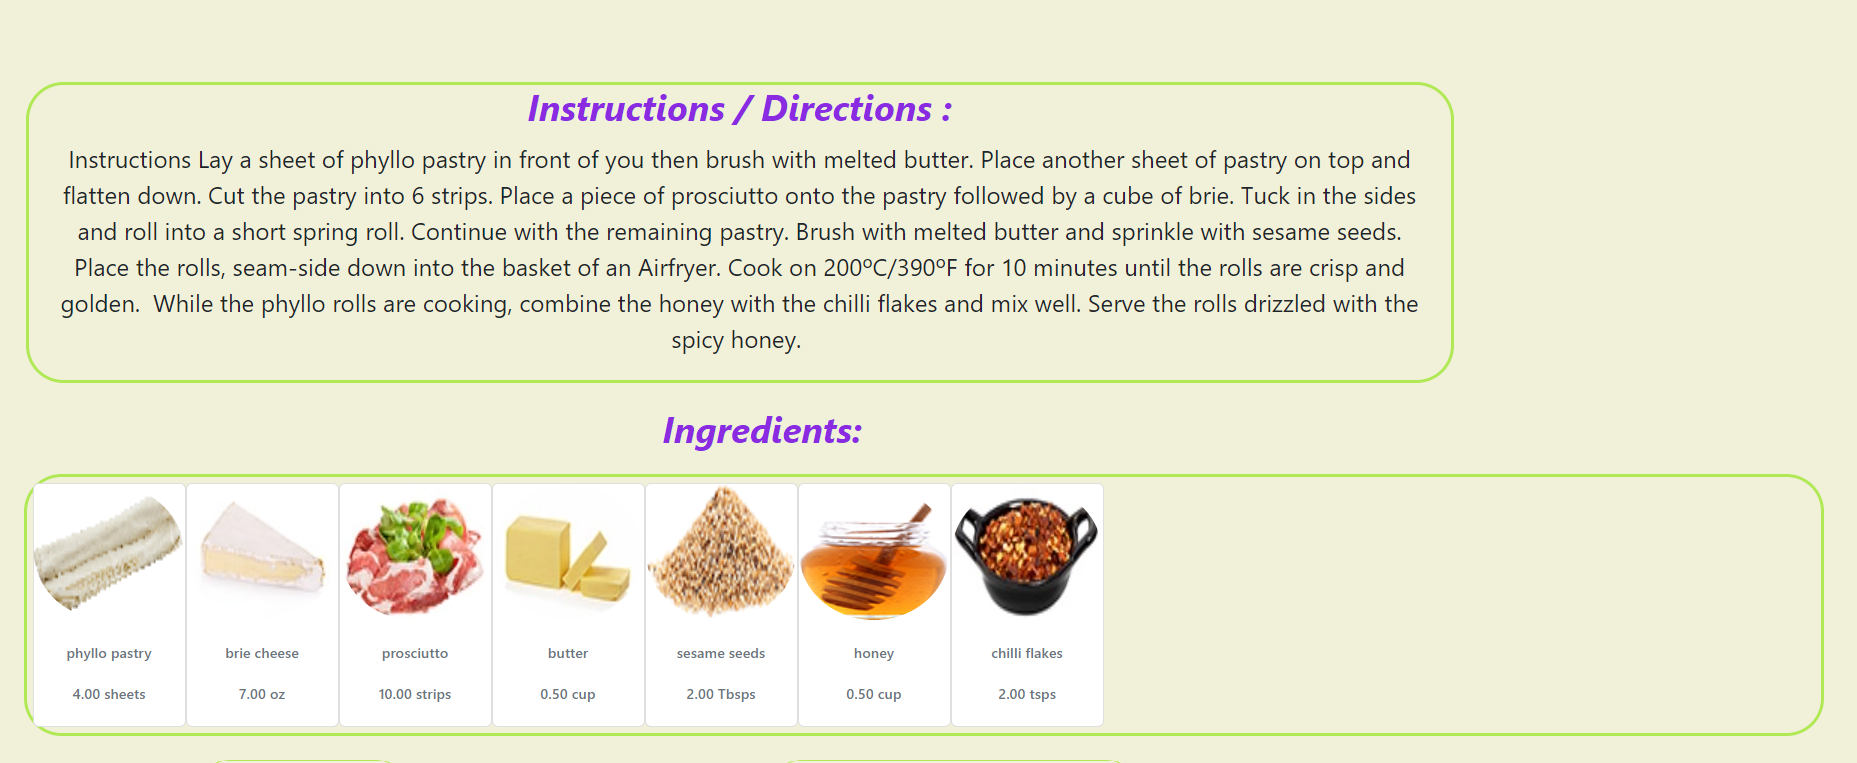 Instructions / Directions :
Instructions Lay a sheet of phyllo pastry in front of you then brush with melted butter. Place another sheet of pastry on top and
flatten down. Cut the pastry into 6 strips. Place a piece of prosciutto onto the pastry followed by a cube of brie. Tuck in the sides
and roll into a short spring roll. Continue with the remaining pastry. Brush with melted butter and sprinkle with sesame seeds.
Place the rolls, seam-side down into the basket of an Airfryer. Cook on 200ºC/390ºF for 10 minutes until the rolls are crisp and
golden.  While the phyllo rolls are cooking, combine the honey with the chilli flakes and mix well. Serve the rolls drizzled with the
spicy honey.
Ingredients:
phyllo pastry
4.00 sheets
brie cheese
7.00 oz
prosciutto
10.00 strips
butter
0.50 cup
sesame seeds
2.00 Tbsps
honey
0.50 cup
chilli flakes
2.00 tsps